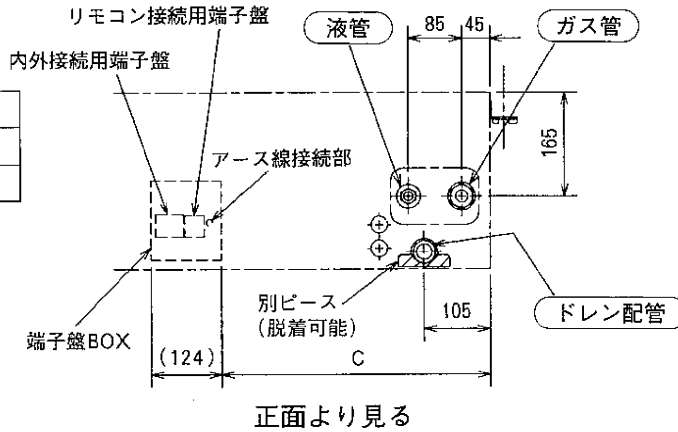 リモコン接続用端子盤
液管
85
45
ガス管
内外接続用端子盤
165
アース線接続部
別ピース
(脱着可能)
105
ドレン配管
端子盤BOX
(124)
C
正面より見る